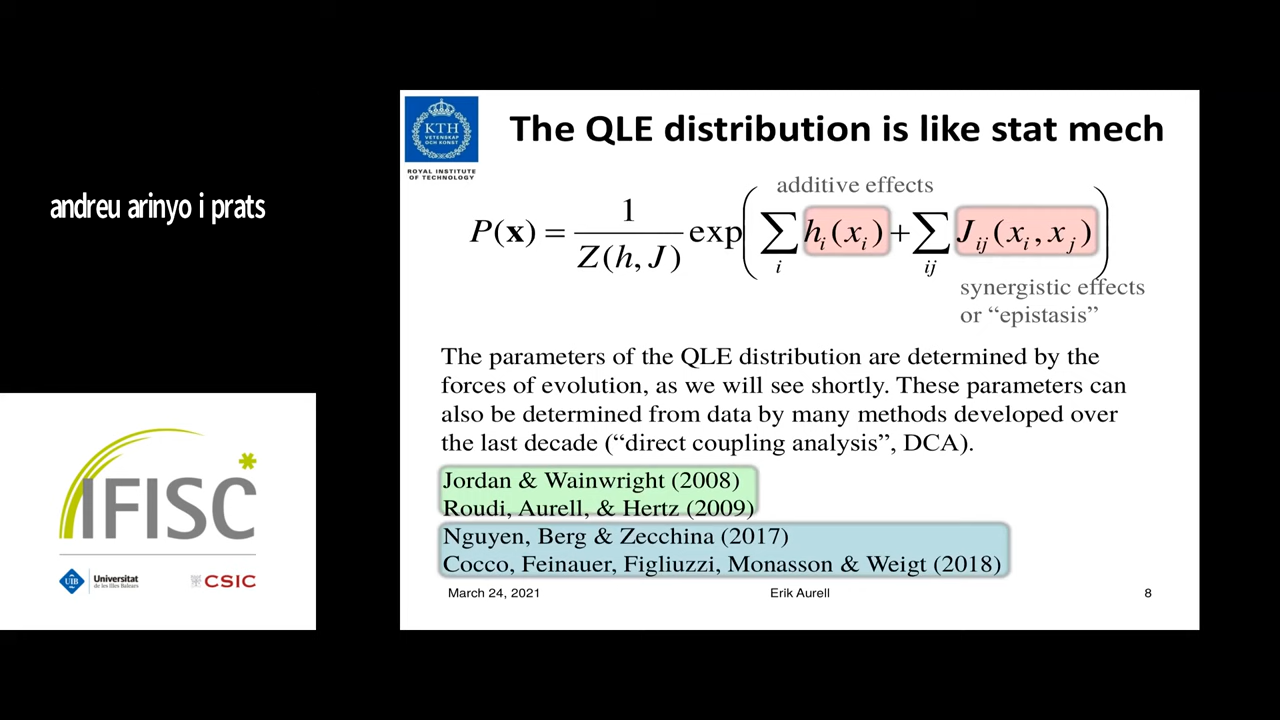 andreu arinyo i prats
IFISC
UIB
Universitat
de les Illes Balears
CSIC
KTH
VETENSKAP
OCH KONST
ROYAL INSTITUTE
OF TECHNOLOGY
The QLE distribution is like stat mech
additive effects
P(x) = 1 / Z(h, J) exp( ∑_i h_i(x_i) + ∑_ij J_ij(x_i, x_j) )
synergistic effects
or “epistasis”
The parameters of the QLE distribution are determined by the
forces of evolution, as we will see shortly. These parameters can
also be determined from data by many methods developed over
the last decade (“direct coupling analysis”, DCA).
Jordan & Wainwright (2008)
Roudi, Aurell, & Hertz (2009)
Nguyen, Berg & Zecchina (2017)
Cocco, Feinauer, Figliuzzi, Monasson & Weigt (2018)
March 24, 2021 Erik Aurell 8